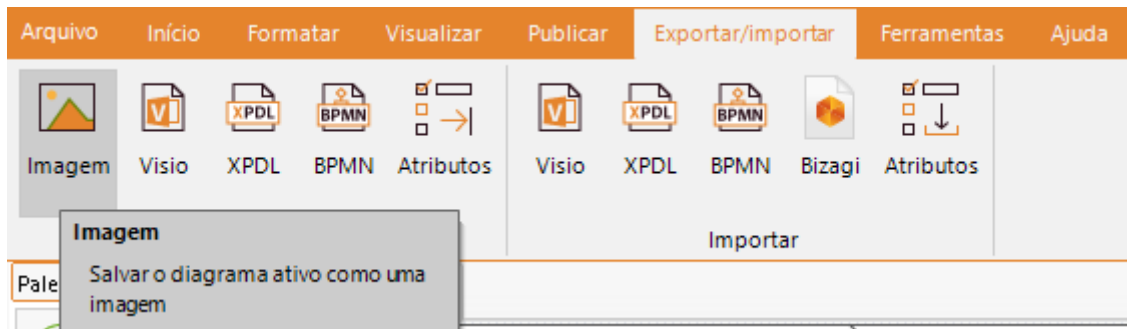 Arquivo Início Formatar Visualizar Publicar Exportar/importar Ferramentas Ajuda
V XPDL BPMN V XPDL BPMN
Imagem Visio XPDL BPMN Atributos Visio XPDL BPMN Bizagi Atributos
Importar
Imagem
Salvar o diagrama ativo como uma
imagem
Pale